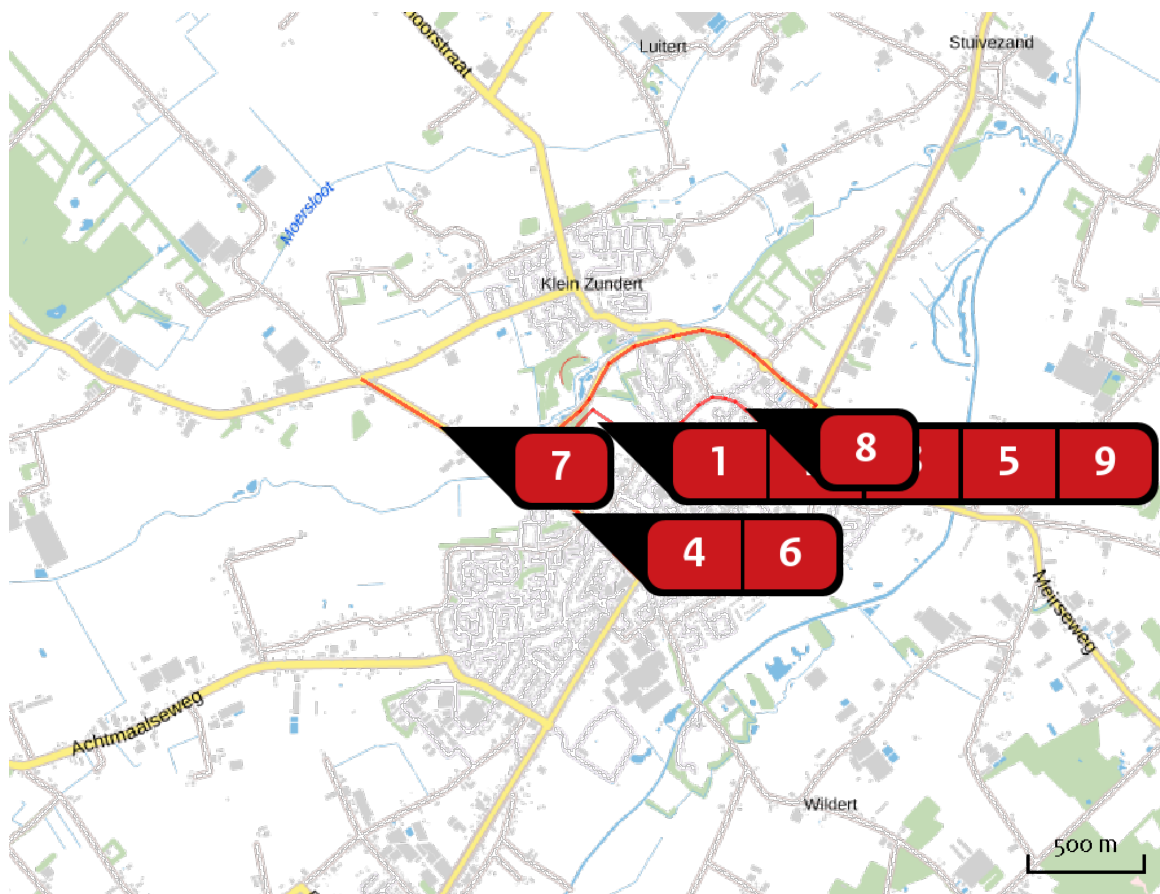 Luitert
Stuivezand
Moersloot
Klein Zundert
8
7
1
5
9
4
6
Meirseweg
Achtmaalseweg
Wildert
500 m